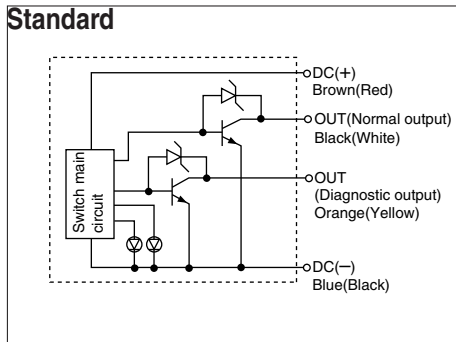 Standard
DC(+)
Brown(Red)
OUT(Normal output)
Black(White)
OUT
(Diagnostic output)
Orange(Yellow)
Switch main
circuit
DC(—)
Blue(Black)